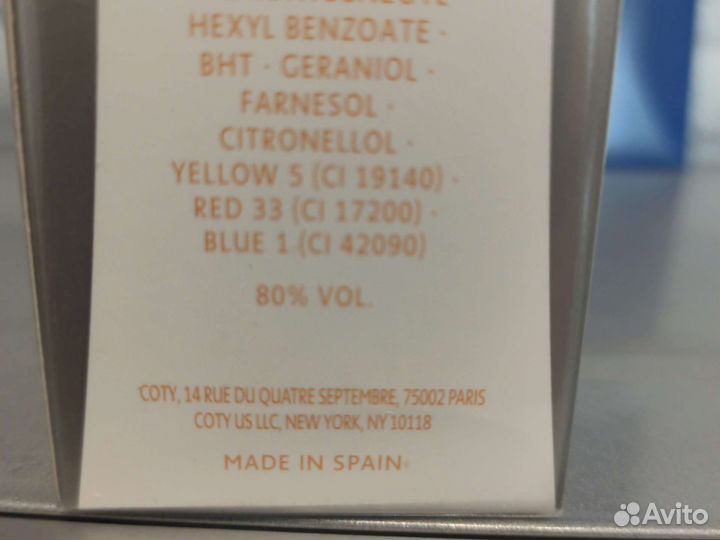 HEXYL BENZOATE ·
BHT · GERANIOL ·
FARNESOL ·
CITRONELLOL ·
YELLOW 5 (CI 19140) ·
RED 33 (CI 17200) ·
BLUE 1 (CI 42090)
80% VOL.
COTY, 14 RUE DU QUATRE SEPTEMBRE, 75002 PARIS
COTY US LLC, NEW YORK, NY 10118
MADE IN SPAIN
Avito